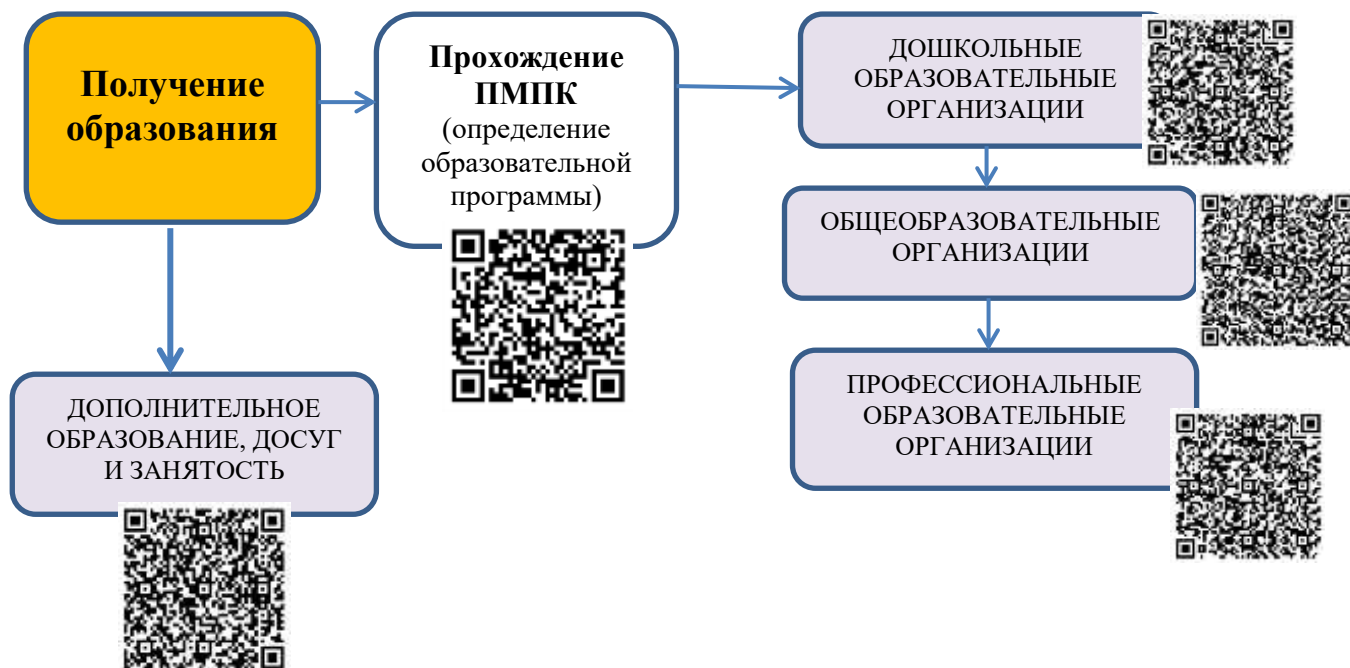 Получение
образования
Прохождение
ПМПК
(определение
образовательной
программы)
ДОШКОЛЬНЫЕ
ОБРАЗОВАТЕЛЬНЫЕ
ОРГАНИЗАЦИИ
ОБЩЕОБРАЗОВАТЕЛЬНЫЕ
ОРГАНИЗАЦИИ
ПРОФЕССИОНАЛЬНЫЕ
ОБРАЗОВАТЕЛЬНЫЕ
ОРГАНИЗАЦИИ
ДОПОЛНИТЕЛЬНОЕ
ОБРАЗОВАНИЕ, ДОСУГ
И ЗАНЯТОСТЬ